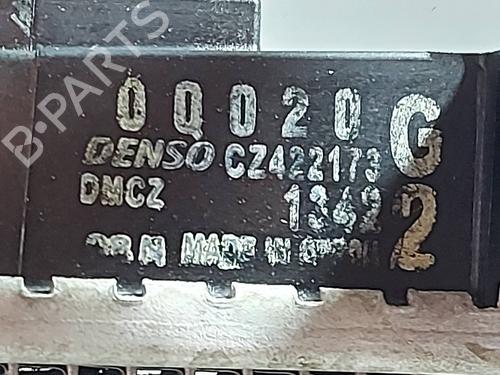 0Q020 G
DENSO CZ422173
DMCZ 1342 2
MADE IN
B-PARTS